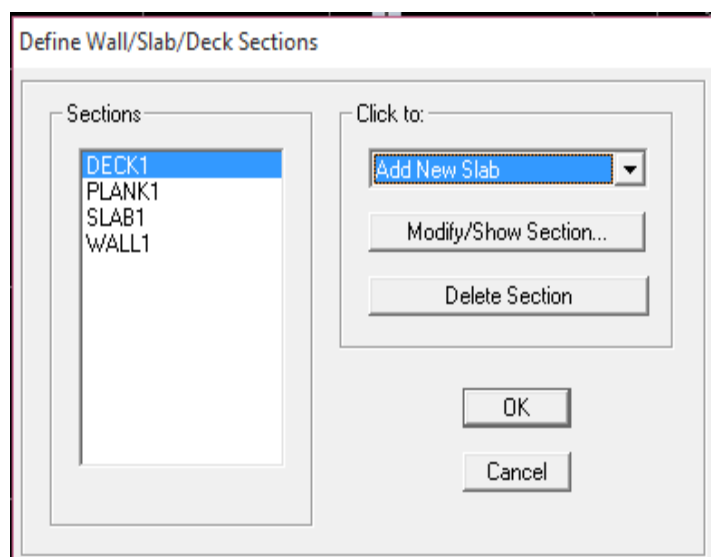 Define Wall/Slab/Deck Sections
Sections
DECK1
PLANK1
SLAB1
WALL1
Click to:
Add New Slab
Modify/Show Section...
Delete Section
OK
Cancel